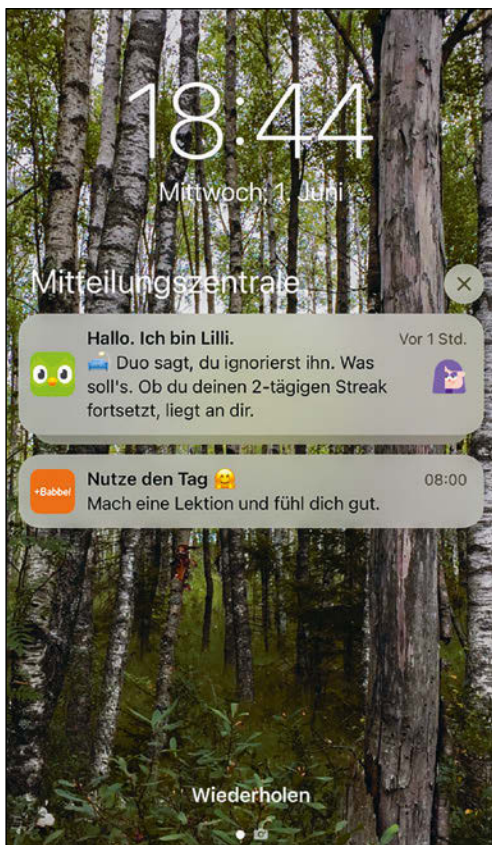 18:44
Mittwoch, 1. Juni
Mitteilungszentrale
Hallo. Ich bin Lilli. Vor 1 Std.
🛋️ Duo sagt, du ignorierst ihn. Was
soll's. Ob du deinen 2-tägigen Streak
fortsetzt, liegt an dir.
+Babbel
Nutze den Tag 🤗 08:00
Mach eine Lektion und fühl dich gut.
Wiederholen